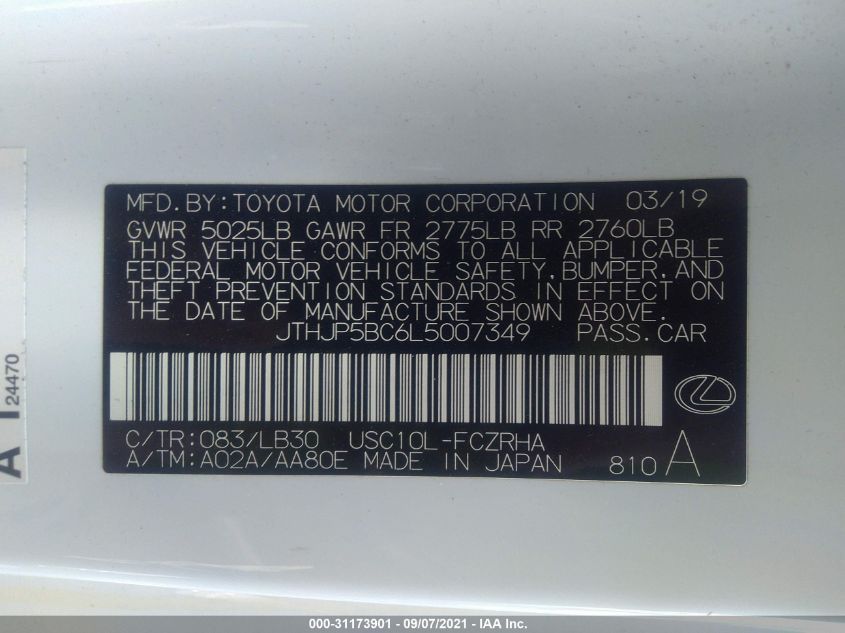 MFD.BY:TOYOTA MOTOR CORPORATION 03/19
GVWR 5025LB GAWR FR 2775LB RR 2760LB
THIS VEHICLE CONFORMS TO ALL APPLICABLE
FEDERAL MOTOR VEHICLE SAFETY,BUMPER,AND
THEFT PREVENTION STANDARDS IN EFFECT ON
THE DATE OF MANUFACTURE SHOWN ABOVE.
JTHJP5BC6L5007349 PASS.CAR
C/TR:083/LB30 USC10L-FCZRHA
A/TM:A02A/AA80E MADE IN JAPAN 810 A
24470
000-31173901 - 09/07/2021 - IAA Inc.